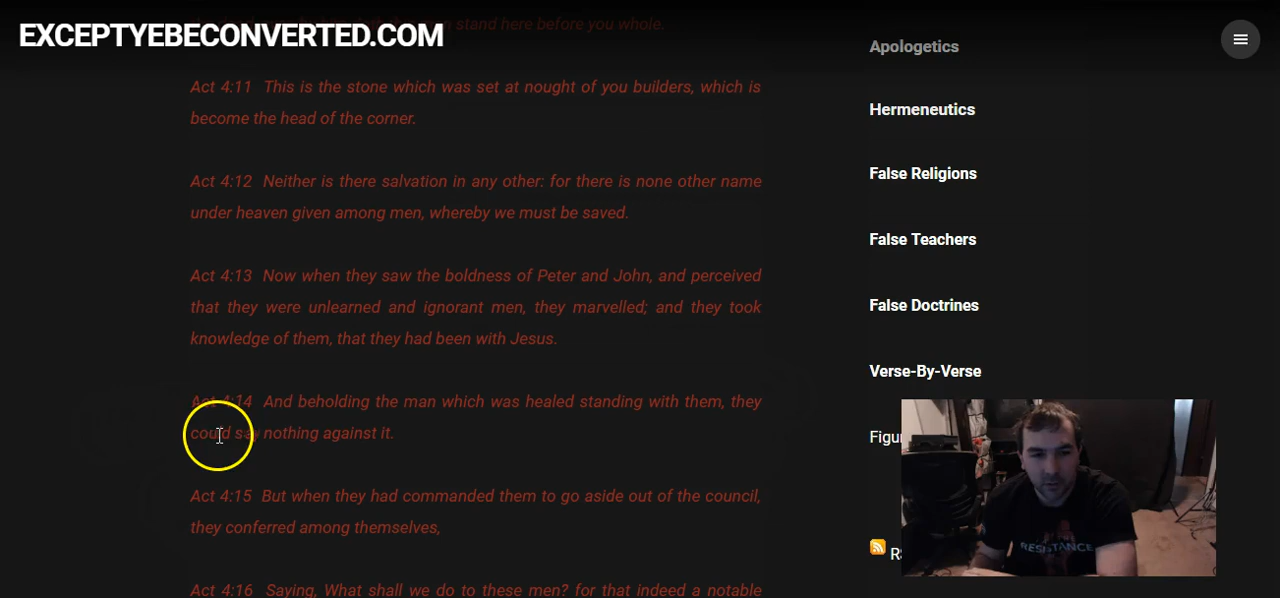 EXCEPTYEBECONVERTED.COM
stand here before you whole.
Act 4:11 This is the stone which was set at nought of you builders, which is
become the head of the corner.
Act 4:12 Neither is there salvation in any other: for there is none other name
under heaven given among men, whereby we must be saved.
Act 4:13 Now when they saw the boldness of Peter and John, and perceived
that they were unlearned and ignorant men, they marvelled; and they took
knowledge of them, that they had been with Jesus.
Act 4:14 And beholding the man which was healed standing with them, they
could say nothing against it.
Act 4:15 But when they had commanded them to go aside out of the council,
they conferred among themselves,
Act 4:16 Saying, What shall we do to these men? for that indeed a notable
Apologetics
Hermeneutics
False Religions
False Teachers
False Doctrines
Verse-By-Verse
Figu
R
RESISTANCE